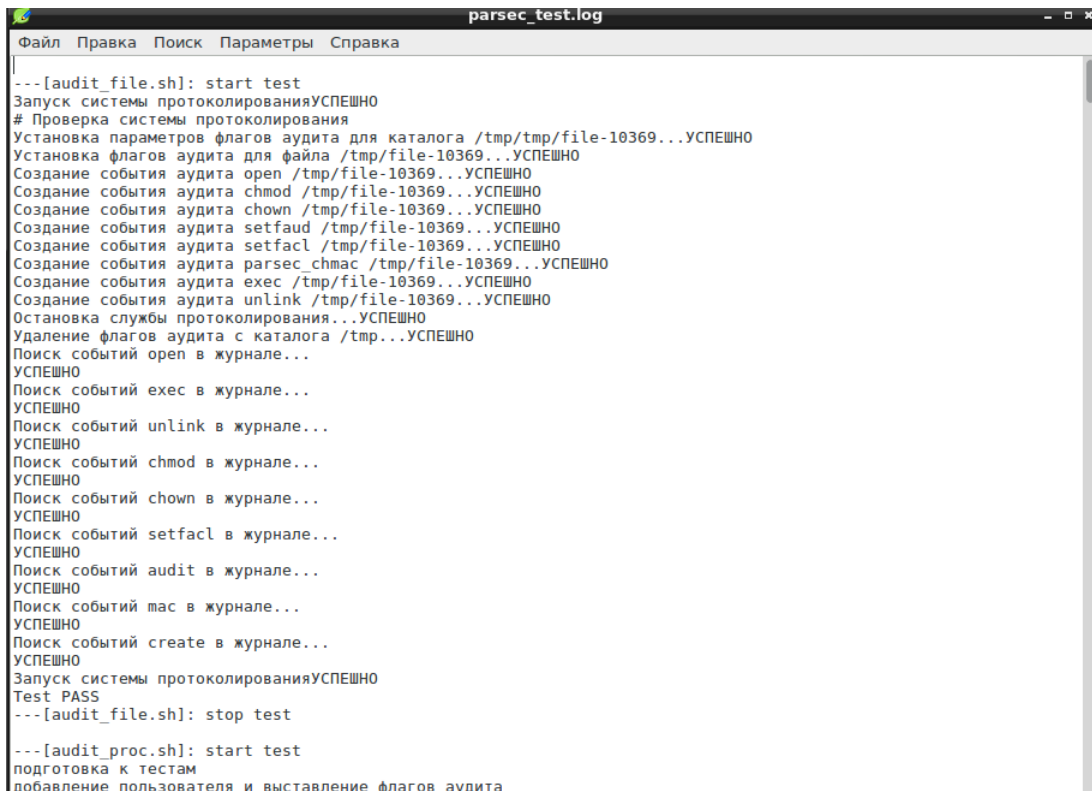 parsec_test.log
Файл Правка Поиск Параметры Справка
---[audit_file.sh]: start test
Запуск системы протоколированияУСПЕШНО
# Проверка системы протоколирования
Установка параметров флагов аудита для каталога /tmp/tmp/file-10369...УСПЕШНО
Установка флагов аудита для файла /tmp/file-10369...УСПЕШНО
Создание события аудита open /tmp/file-10369...УСПЕШНО
Создание события аудита chmod /tmp/file-10369...УСПЕШНО
Создание события аудита chown /tmp/file-10369...УСПЕШНО
Создание события аудита setfaud /tmp/file-10369...УСПЕШНО
Создание события аудита setfacl /tmp/file-10369...УСПЕШНО
Создание события аудита parsec_chmac /tmp/file-10369...УСПЕШНО
Создание события аудита exec /tmp/file-10369...УСПЕШНО
Создание события аудита unlink /tmp/file-10369...УСПЕШНО
Остановка службы протоколирования...УСПЕШНО
Удаление флагов аудита с каталога /tmp...УСПЕШНО
Поиск событий open в журнале...
УСПЕШНО
Поиск событий exec в журнале...
УСПЕШНО
Поиск событий unlink в журнале...
УСПЕШНО
Поиск событий chmod в журнале...
УСПЕШНО
Поиск событий chown в журнале...
УСПЕШНО
Поиск событий setfacl в журнале...
УСПЕШНО
Поиск событий audit в журнале...
УСПЕШНО
Поиск событий mac в журнале...
УСПЕШНО
Поиск событий create в журнале...
УСПЕШНО
Запуск системы протоколированияУСПЕШНО
Test PASS
---[audit_file.sh]: stop test
---[audit_proc.sh]: start test
подготовка к тестам
добавление пользователя и выставление флагов аудита